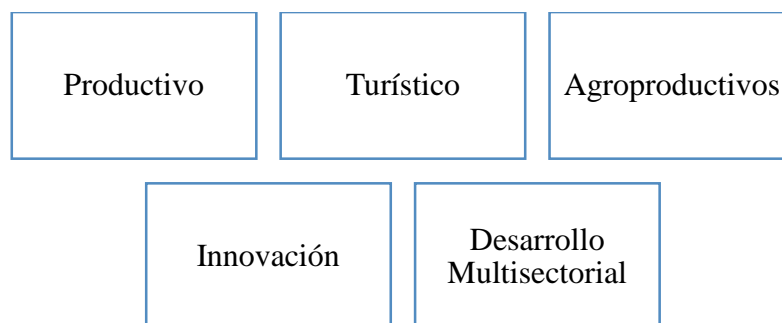 Productivo
Turístico
Agroproductivos
Innovación
Desarrollo
Multisectorial